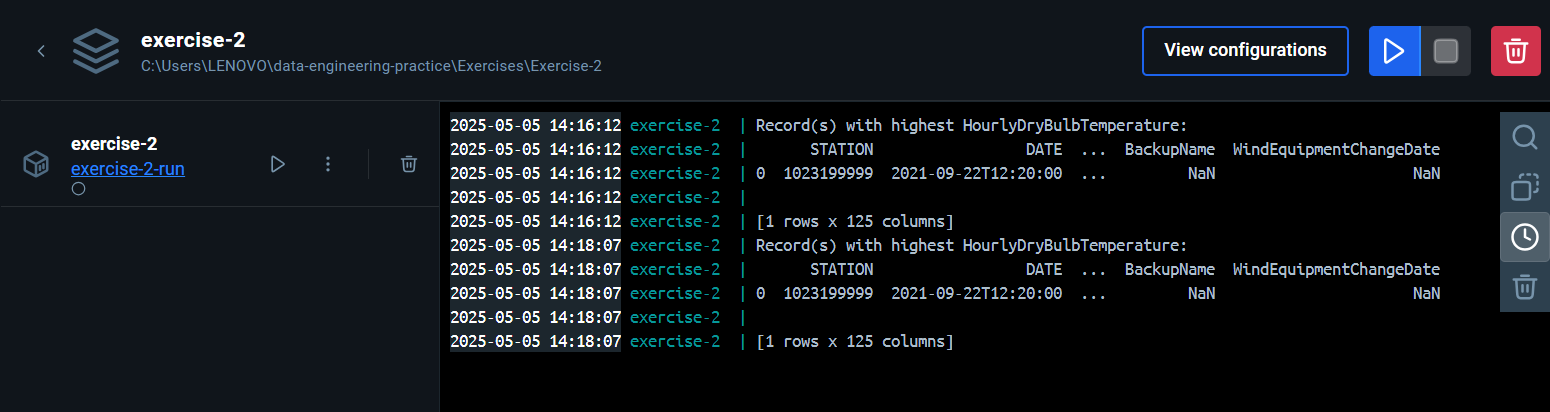 exercise-2
C:\Users\LENOVO\data-engineering-practice\Exercises\Exercise-2
View configurations
exercise-2
exercise-2-run
2025-05-05 14:16:12 exercise-2  | Record(s) with highest HourlyDryBulbTemperature:
2025-05-05 14:16:12 exercise-2  |       STATION                 DATE  ...  BackupName  WindEquipmentChangeDate
2025-05-05 14:16:12 exercise-2  | 0  1023199999  2021-09-22T12:20:00  ...         NaN                      NaN
2025-05-05 14:16:12 exercise-2  |
2025-05-05 14:16:12 exercise-2  | [1 rows x 125 columns]
2025-05-05 14:18:07 exercise-2  | Record(s) with highest HourlyDryBulbTemperature:
2025-05-05 14:18:07 exercise-2  |       STATION                 DATE  ...  BackupName  WindEquipmentChangeDate
2025-05-05 14:18:07 exercise-2  | 0  1023199999  2021-09-22T12:20:00  ...         NaN                      NaN
2025-05-05 14:18:07 exercise-2  |
2025-05-05 14:18:07 exercise-2  | [1 rows x 125 columns]